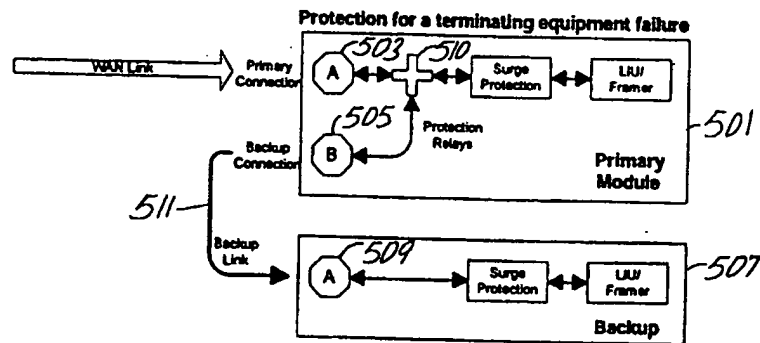 Protection for a terminating equipment failure
503
510
WAN Link
Primary
Connection
A
Surge
Protection
LIU/
Framer
505
Protection
Relays
501
Backup
Connection
B
Primary
Module
511
Backup
Link
509
A
Surge
Protection
LIU/
Framer
507
Backup